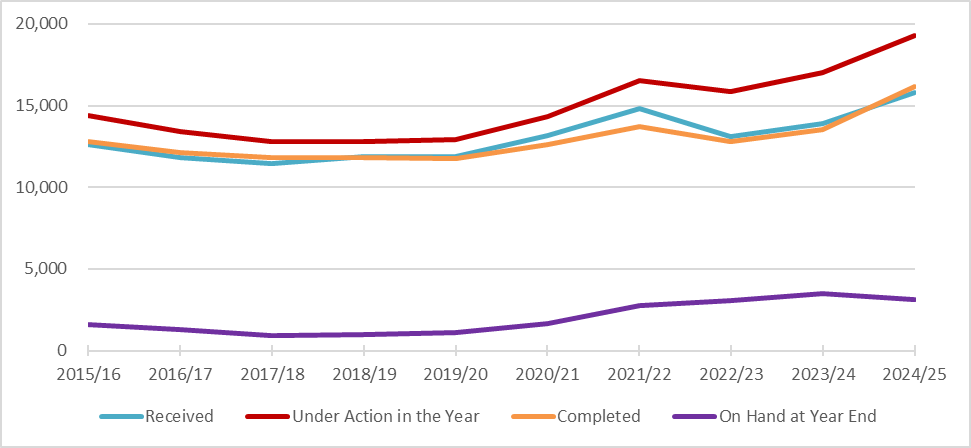 20,000
15,000
10,000
5,000
0
2015/16 2016/17 2017/18 2018/19 2019/20 2020/21 2021/22 2022/23 2023/24 2024/25
Received Under Action in the Year Completed On Hand at Year End